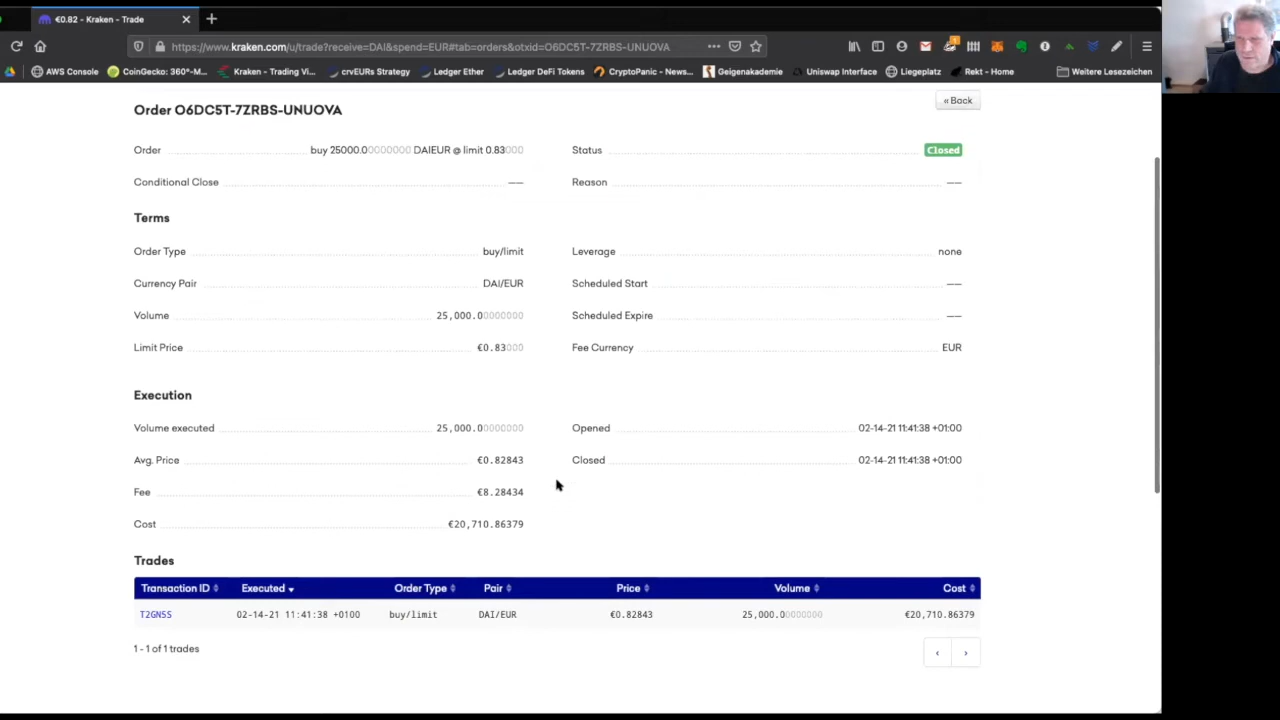 €0.82 - Kraken - Trade
https://www.kraken.com/u/trade?receive=DAI&spend=EUR#tab=orders&otxid=O6DC5T-7ZRBS-UNUOVA
AWS Console CoinGecko: 360°-M... Kraken - Trading Vi... crvEURs Strategy Ledger Ether Ledger DeFi Tokens CryptoPanic - News... Geigenakademie Uniswap Interface Liegeplatz Rekt - Home Weitere Lesezeichen
Order O6DC5T-7ZRBS-UNUOVA « Back
Order buy 25000.00000000 DAIEUR @ limit 0.83000 Status Closed
Conditional Close –– Reason ––
Terms
Order Type buy/limit Leverage none
Currency Pair DAI/EUR Scheduled Start ––
Volume 25,000.00000000 Scheduled Expire ––
Limit Price €0.83000 Fee Currency EUR
Execution
Volume executed 25,000.00000000 Opened 02-14-21 11:41:38 +01:00
Avg. Price €0.82843 Closed 02-14-21 11:41:38 +01:00
Fee €8.28434
Cost €20,710.86379
Trades
Transaction ID Executed Order Type Pair Price Volume Cost
T2GNSS 02-14-21 11:41:38 +0100 buy/limit DAI/EUR €0.82843 25,000.00000000 €20,710.86379
1 - 1 of 1 trades ‹ ›